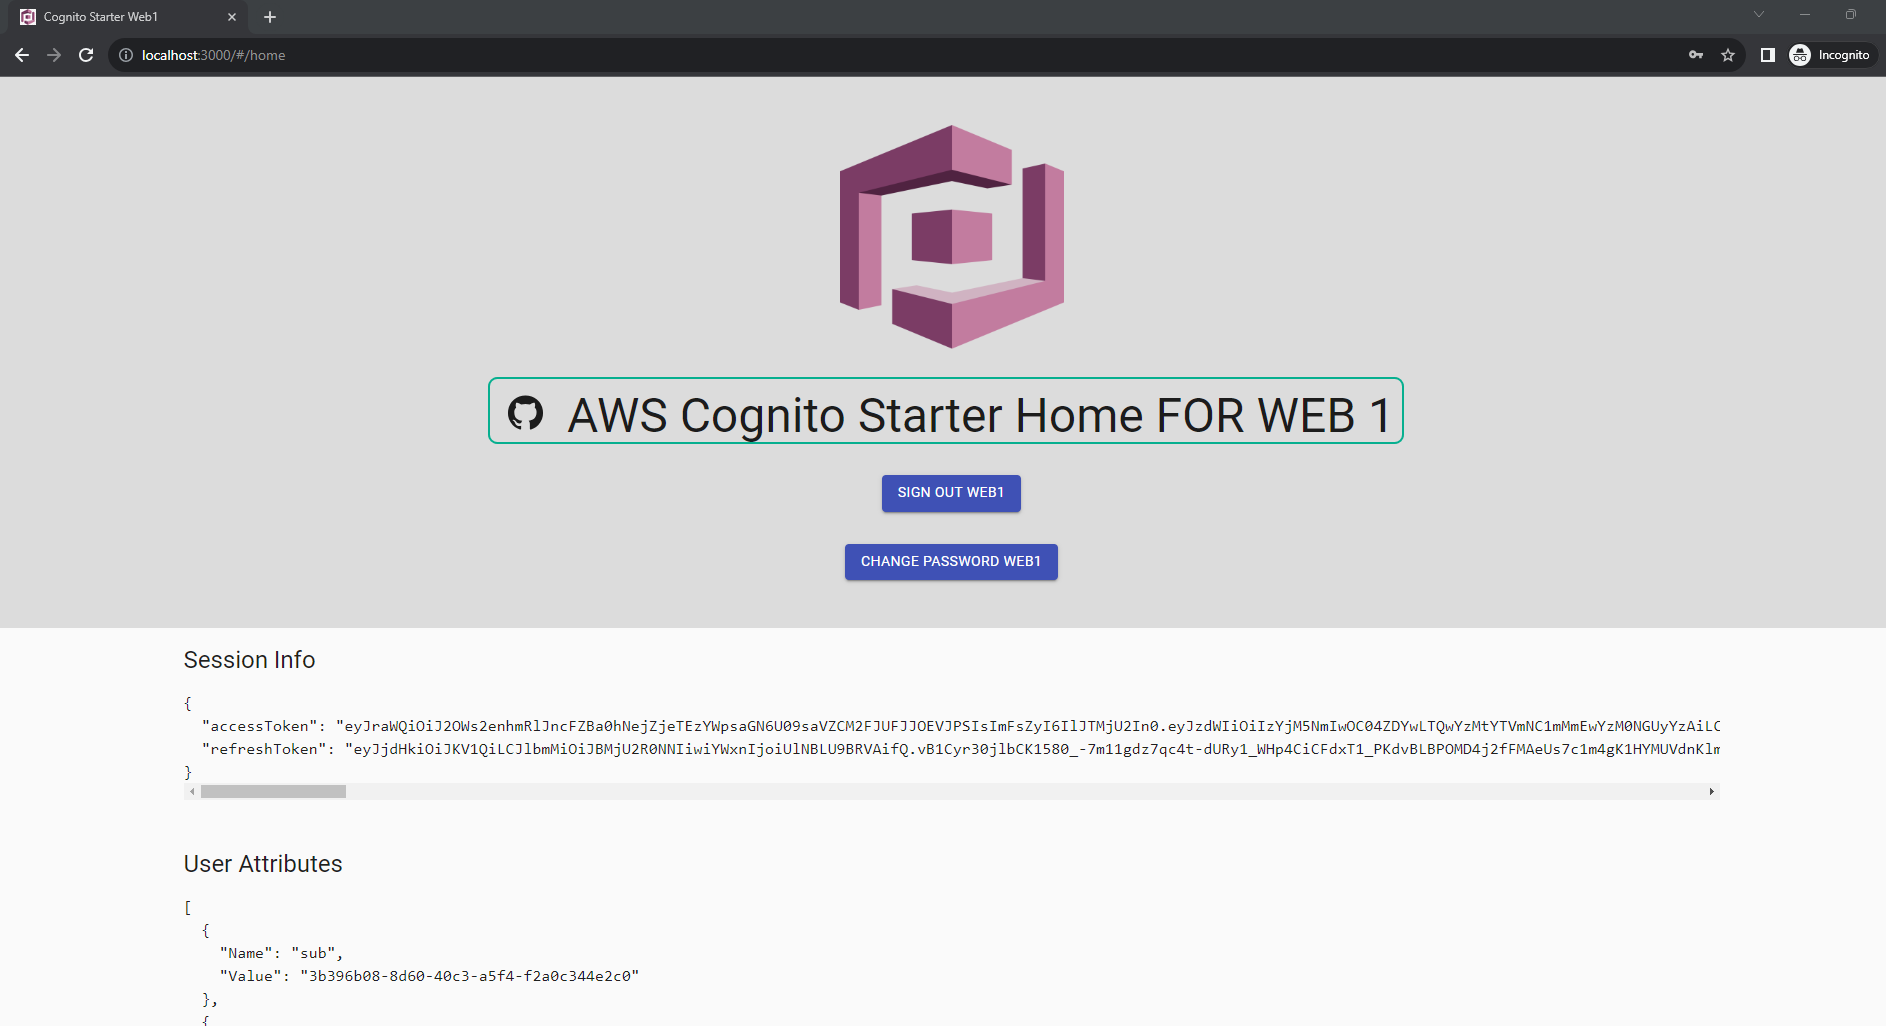 Cognito Starter Web1
localhost:3000/#/home
Incognito
AWS Cognito Starter Home FOR WEB 1
SIGN OUT WEB1
CHANGE PASSWORD WEB1
Session Info
{
"accessToken": "eyJraWQiOiJ2OWs2enhmRlJncFZBa0hNejZjeTEzYWpsaGN6U09saVZCM2FJUFJJOEVJPSIsImFsZyI6IlJTMjU2In0.eyJzdWIiOiIzYjM5NmIwOC04ZDYwLTQwYzMtYTVmNC1mMmEwYzM0NGUyYzAiLC
"refreshToken": "eyJjdHkiOiJKV1QiLCJlbmMiOiJBMjU2R0NNIiwiYWxnIjoiUlNBLU9BRVAifQ.vB1Cyr30jlbCK1580_-7m11gdz7qc4t-dURy1_WHp4CiCFdxT1_PKdvBLBPOMD4j2fFMAeUs7c1m4gK1HYMUVdnKlm
}
User Attributes
[
{
"Name": "sub",
"Value": "3b396b08-8d60-40c3-a5f4-f2a0c344e2c0"
},
{